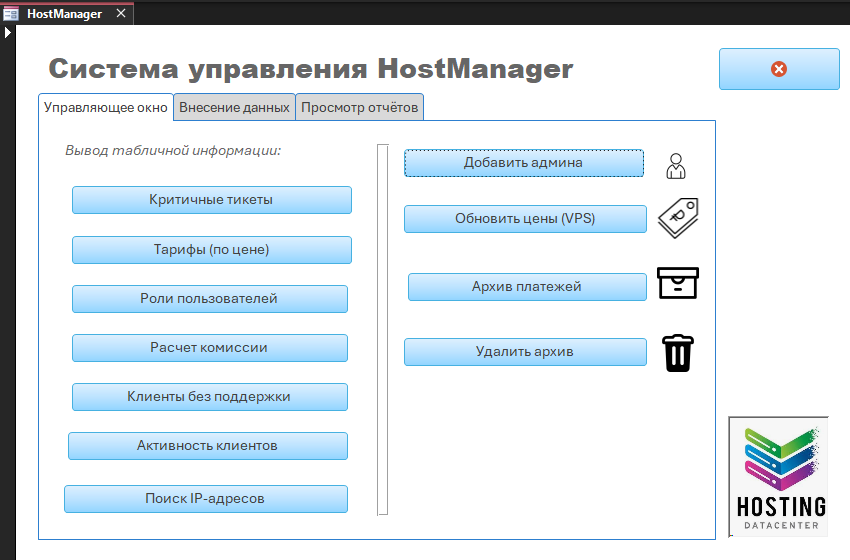 HostManager
Система управления HostManager
Управляющее окно Внесение данных Просмотр отчётов
Вывод табличной информации:
Критичные тикеты
Тарифы (по цене)
Роли пользователей
Расчет комиссии
Клиенты без поддержки
Активность клиентов
Поиск IP-адресов
Добавить админа
Обновить цены (VPS)
Архив платежей
Удалить архив
HOSTING
DATACENTER